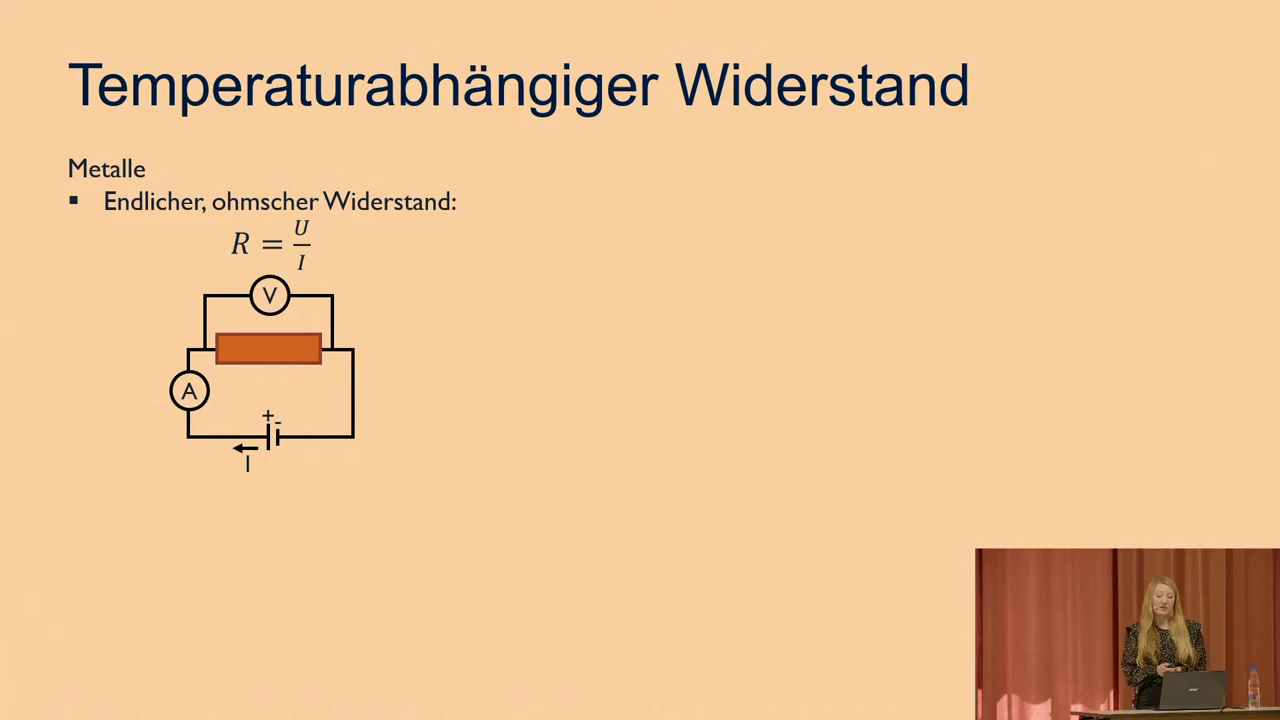 Temperaturabhängiger Widerstand
Metalle
▪ Endlicher, ohmscher Widerstand:
R = U/I
V
A
+ -
I